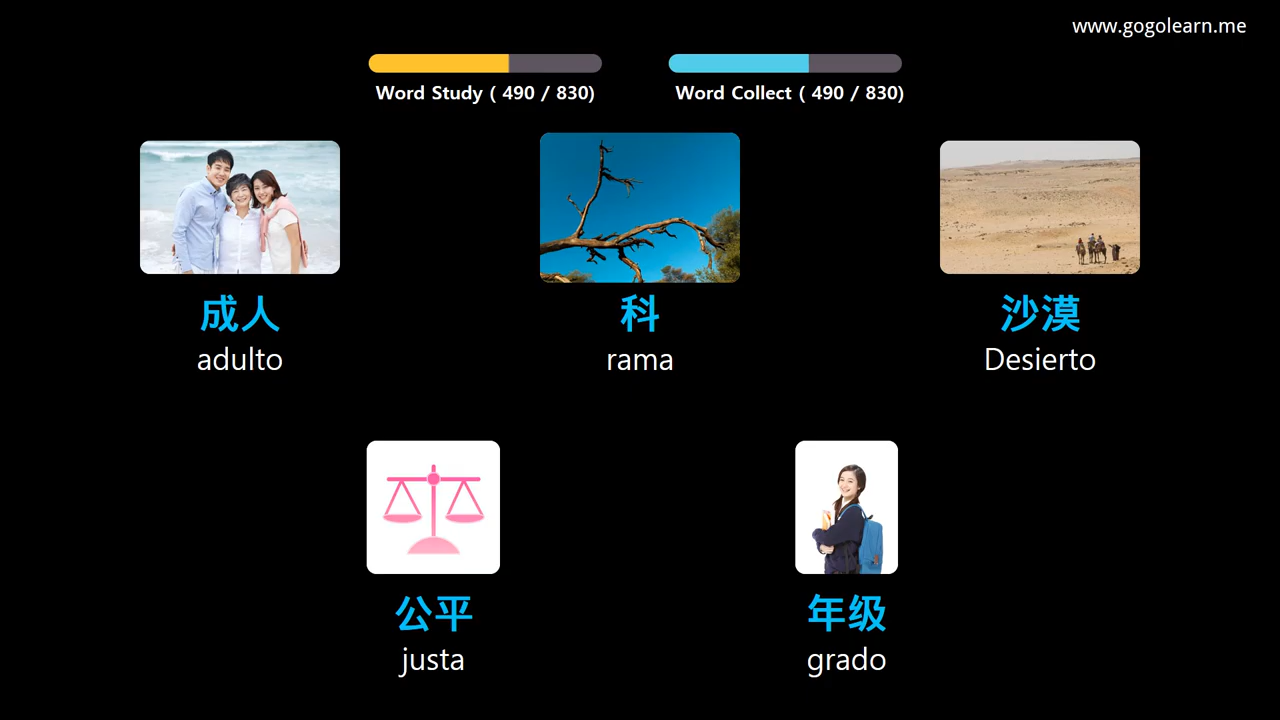 www.gogolearn.me
Word Study ( 490 / 830)
Word Collect ( 490 / 830)
成人
adulto
科
rama
沙漠
Desierto
公平
justa
年级
grado